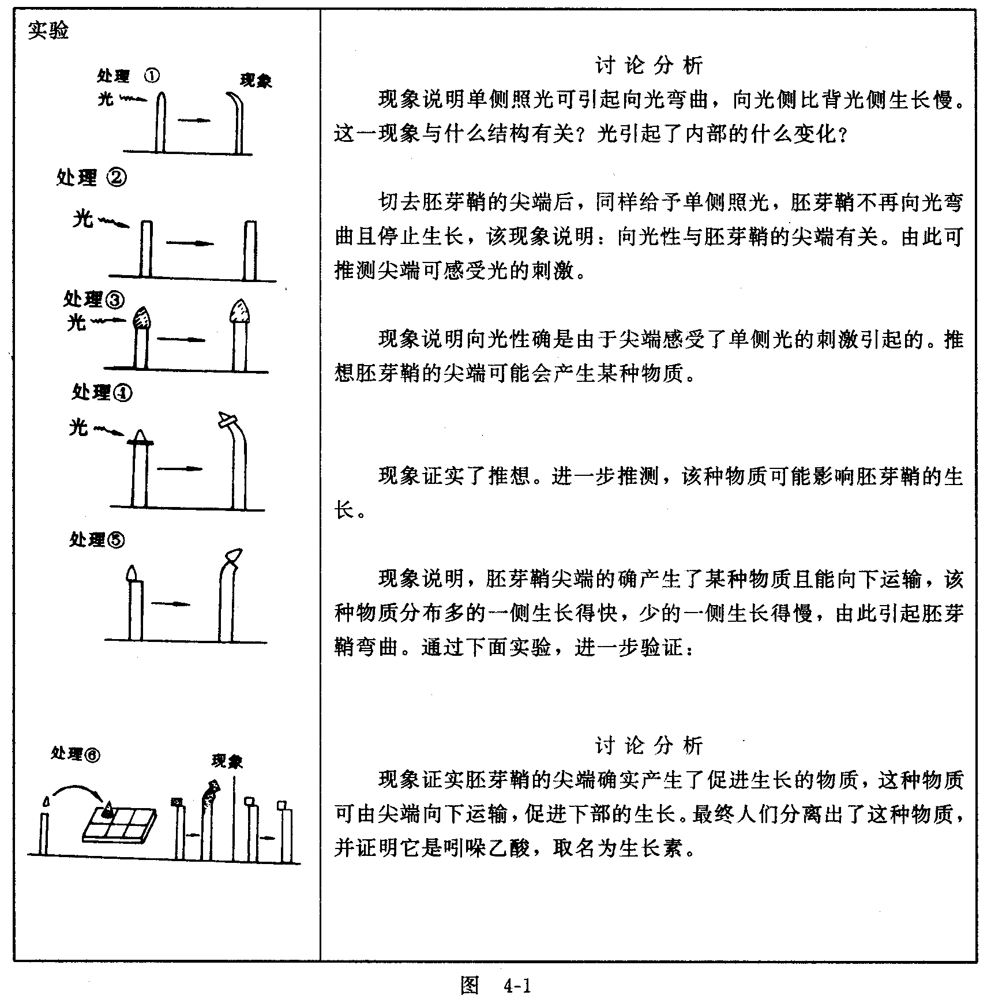 实验
处理 ①
现象
光
处理 ②
光
处理③
光
处理④
光
处理⑤
处理⑥
现象
讨 论 分 析
现象说明单侧照光可引起向光弯曲，向光侧比背光侧生长慢。
这一现象与什么结构有关？光引起了内部的什么变化？
切去胚芽鞘的尖端后，同样给予单侧照光，胚芽鞘不再向光弯
曲且停止生长，该现象说明：向光性与胚芽鞘的尖端有关。由此可
推测尖端可感受光的刺激。
现象说明向光性确是由于尖端感受了单侧光的刺激引起的。推
想胚芽鞘的尖端可能会产生某种物质。
现象证实了推想。进一步推测，该种物质可能影响胚芽鞘的生
长。
现象说明，胚芽鞘尖端的确产生了某种物质且能向下运输，该
种物质分布多的一侧生长得快，少的一侧生长得慢，由此引起胚芽
鞘弯曲。通过下面实验，进一步验证：
讨 论 分 析
现象证实胚芽鞘的尖端确实产生了促进生长的物质，这种物质
可由尖端向下运输，促进下部的生长。最终人们分离出了这种物质，
并证明它是吲哚乙酸，取名为生长素。
图 4-1